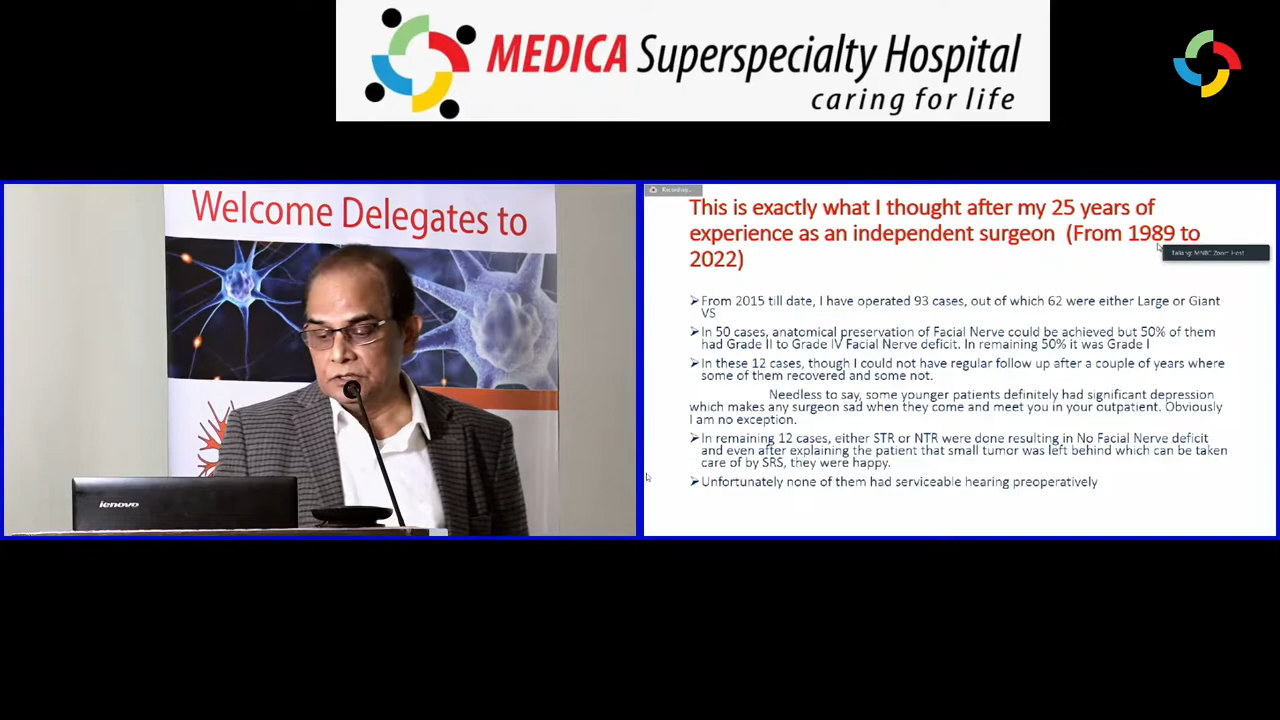 MEDICA Superspecialty Hospital
caring for life
Welcome Delegates to
lenovo
Recording...
This is exactly what I thought after my 25 years of
experience as an independent surgeon (From 1989 to
2022)
Talking: MNBC Zoom Host
➤From 2015 till date, I have operated 93 cases, out of which 62 were either Large or Giant
VS
➤In 50 cases, anatomical preservation of Facial Nerve could be achieved but 50% of them
had Grade II to Grade IV Facial Nerve deficit. In remaining 50% it was Grade I
➤In these 12 cases, though I could not have regular follow up after a couple of years where
some of them recovered and some not.
Needless to say, some younger patients definitely had significant depression
which makes any surgeon sad when they come and meet you in your outpatient. Obviously
I am no exception.
➤In remaining 12 cases, either STR or NTR were done resulting in No Facial Nerve deficit
and even after explaining the patient that small tumor was left behind which can be taken
care of by SRS, they were happy.
➤Unfortunately none of them had serviceable hearing preoperatively